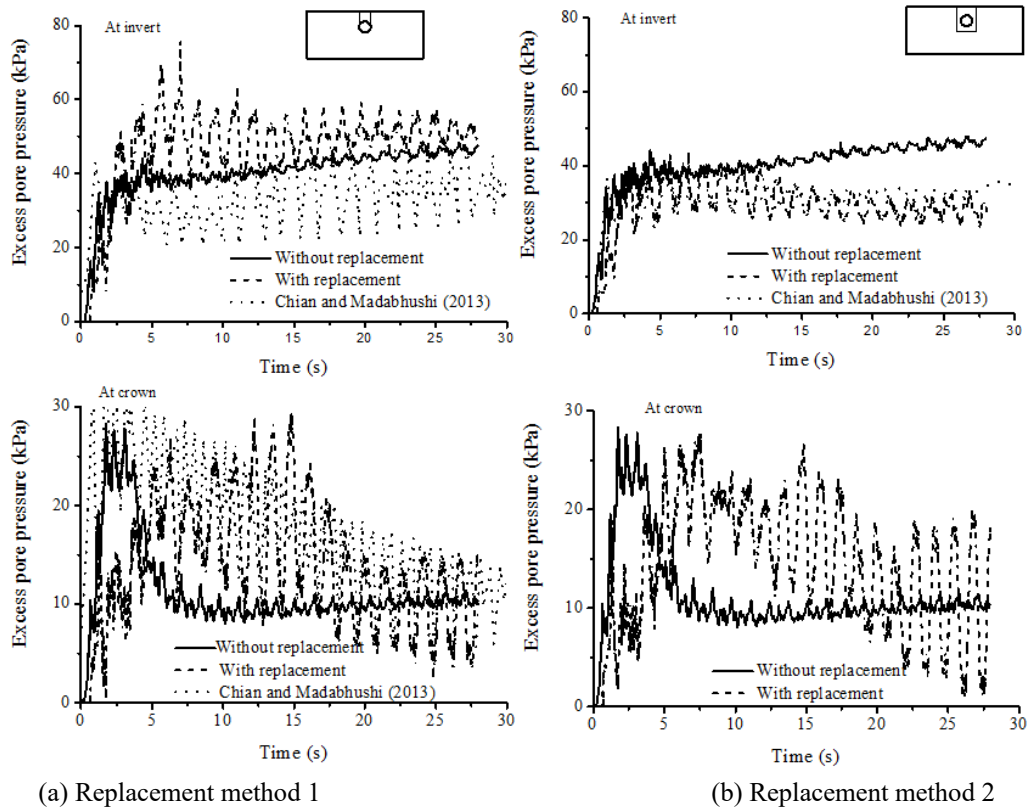 At invert
Excess pore pressure (kPa)
80
60
40
20
0
Without replacement
With replacement
Chian and Madabhushi (2013)
0 5 10 15 20 25 30
Time (s)
At invert
Excess pore pressure (kPa)
80
60
40
20
0
Without replacement
With replacement
Chian and Madabhushi (2013)
0 5 10 15 20 25 30
Time (s)
At crown
Excess pore pressure (kPa)
30
20
10
0
Without replacement
With replacement
Chian and Madabhushi (2013)
0 5 10 15 20 25 30
Time (s)
At crown
Excess pore pressure (kPa)
30
20
10
0
Without replacement
With replacement
0 5 10 15 20 25 30
Time (s)
(a) Replacement method 1
(b) Replacement method 2